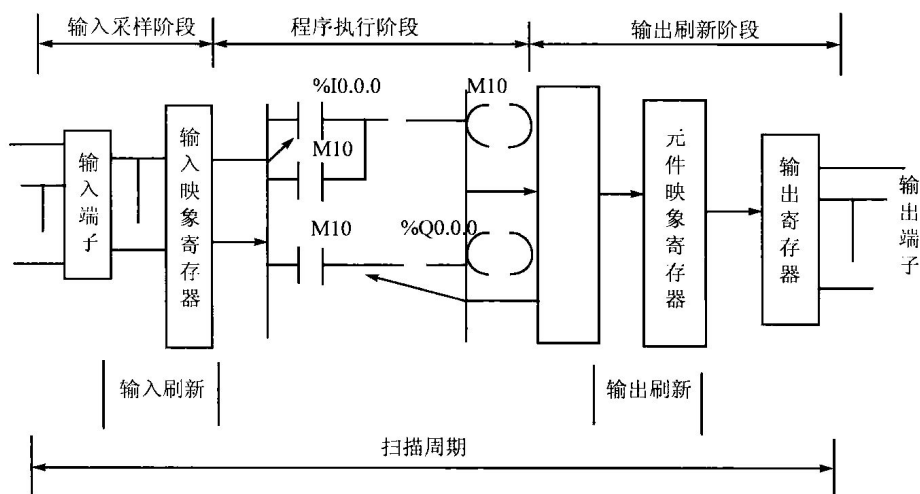 输入采样阶段
程序执行阶段
输出刷新阶段
%I0.0.0
M10
M10
M10
%Q0.0.0
输入端子
输入映象寄存器
元件映象寄存器
输出寄存器
输出端子
输入刷新
输出刷新
扫描周期